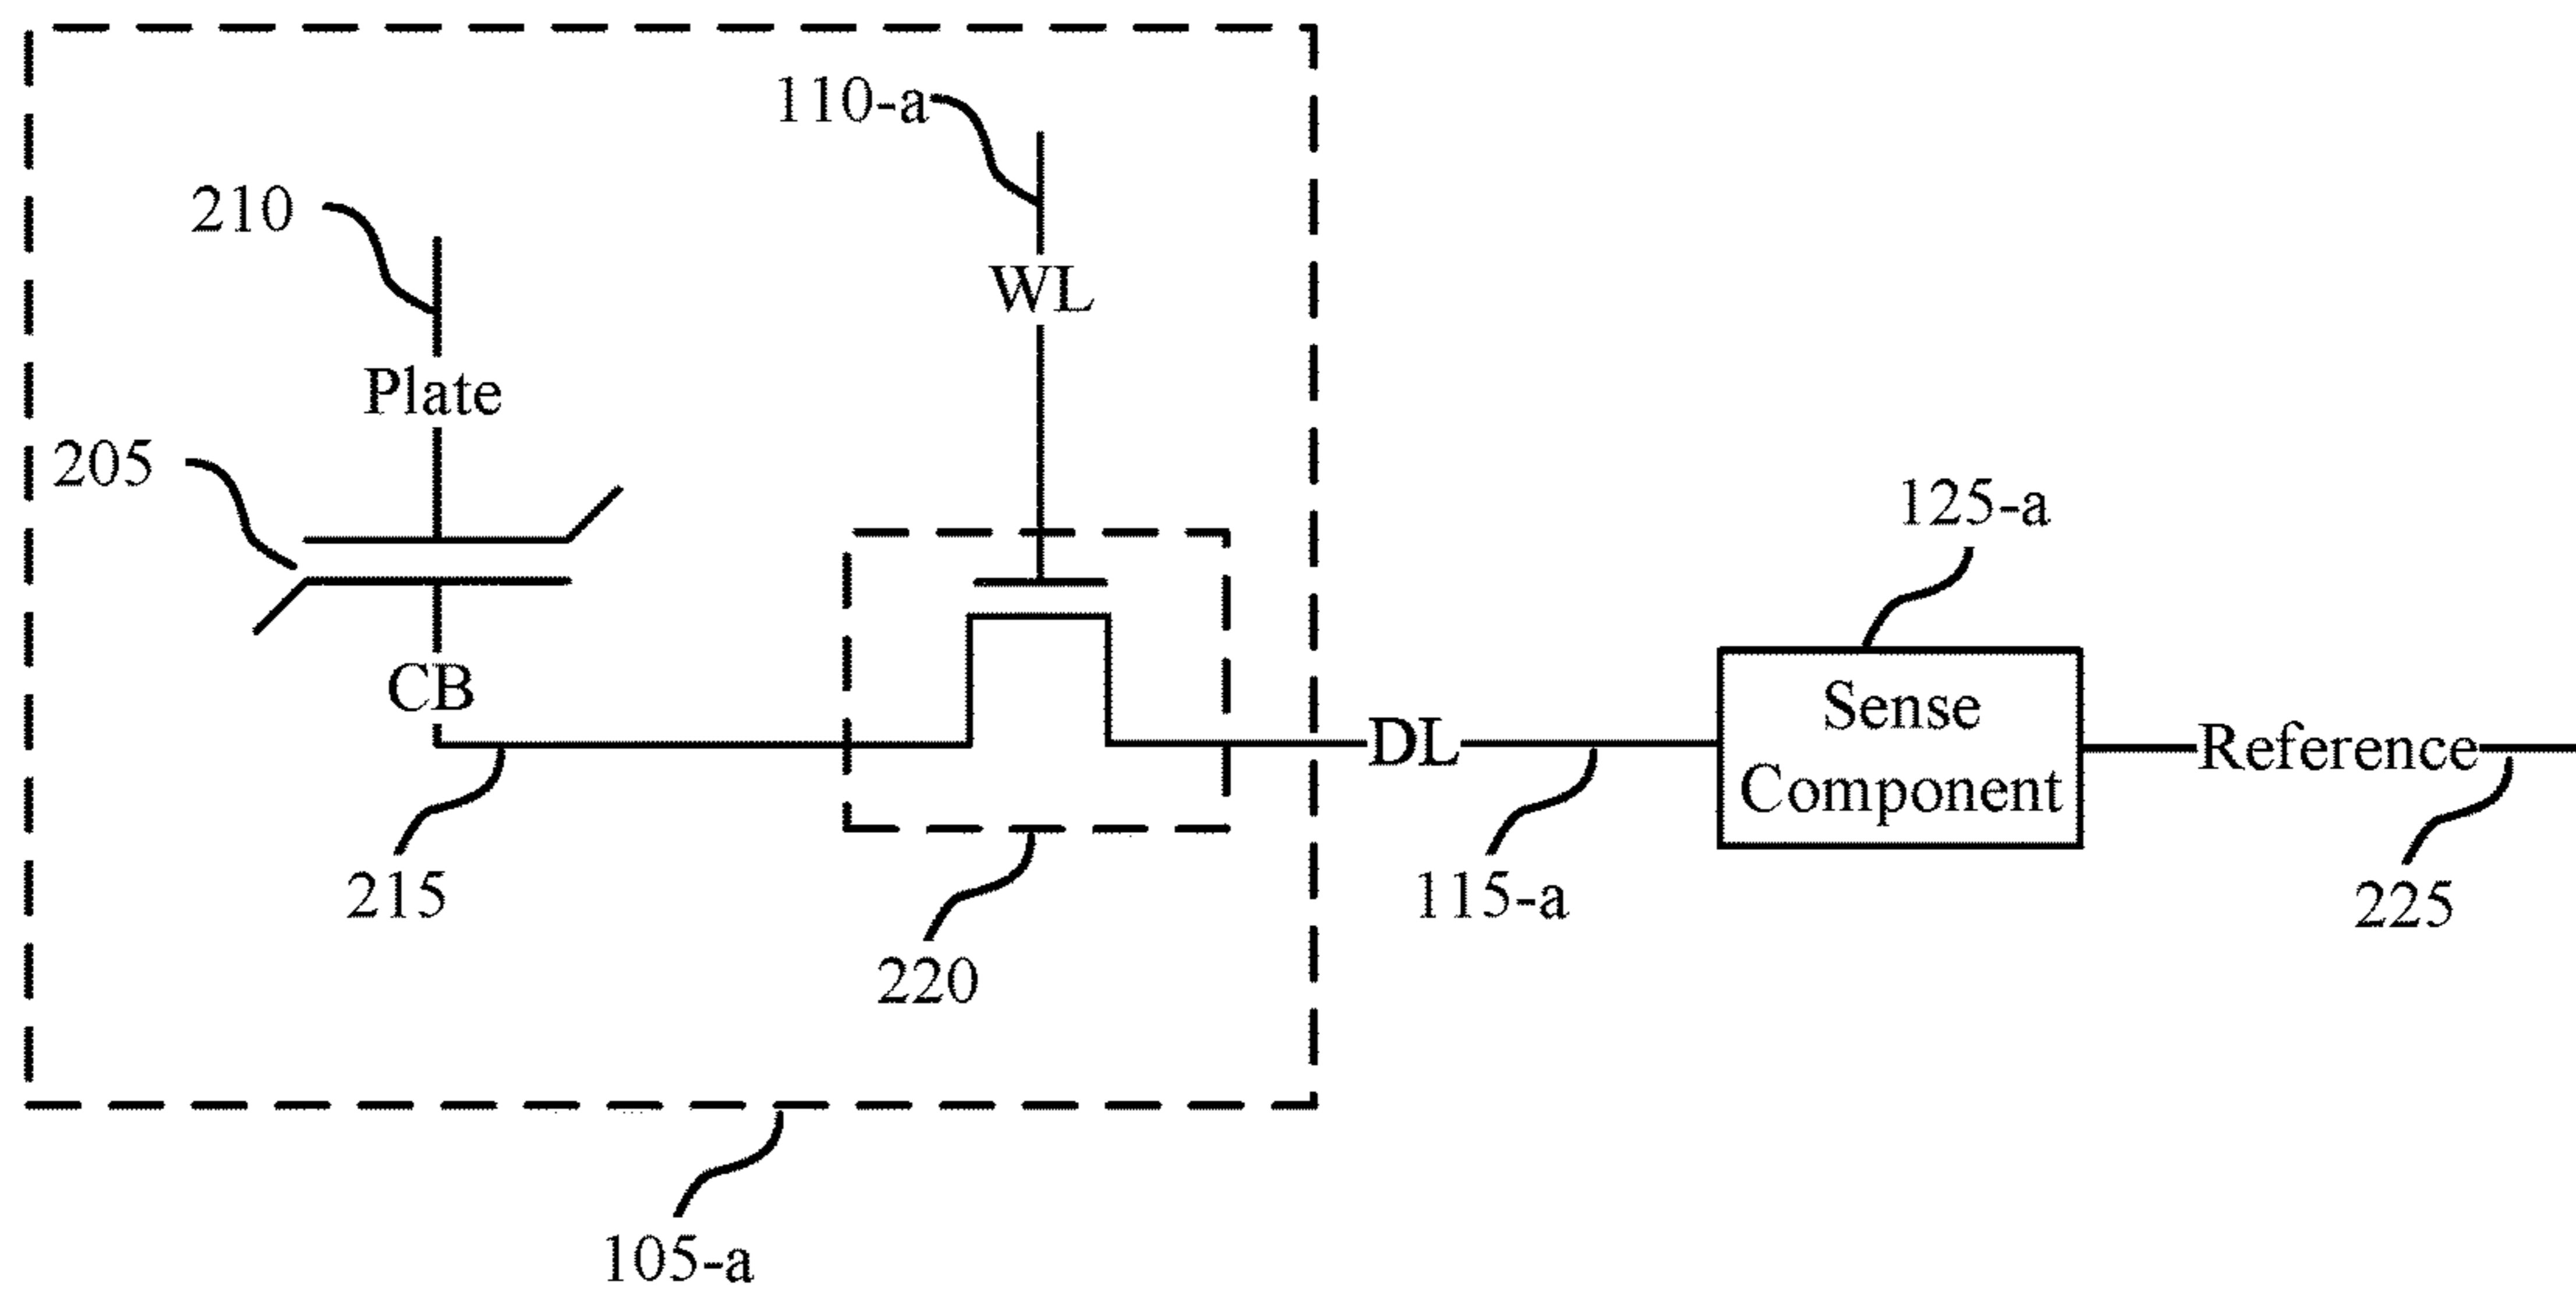 110-a
210
WL
Plate
205
125-a
CB
Sense
Component
DL
Reference
215
115-a
225
220
105-a